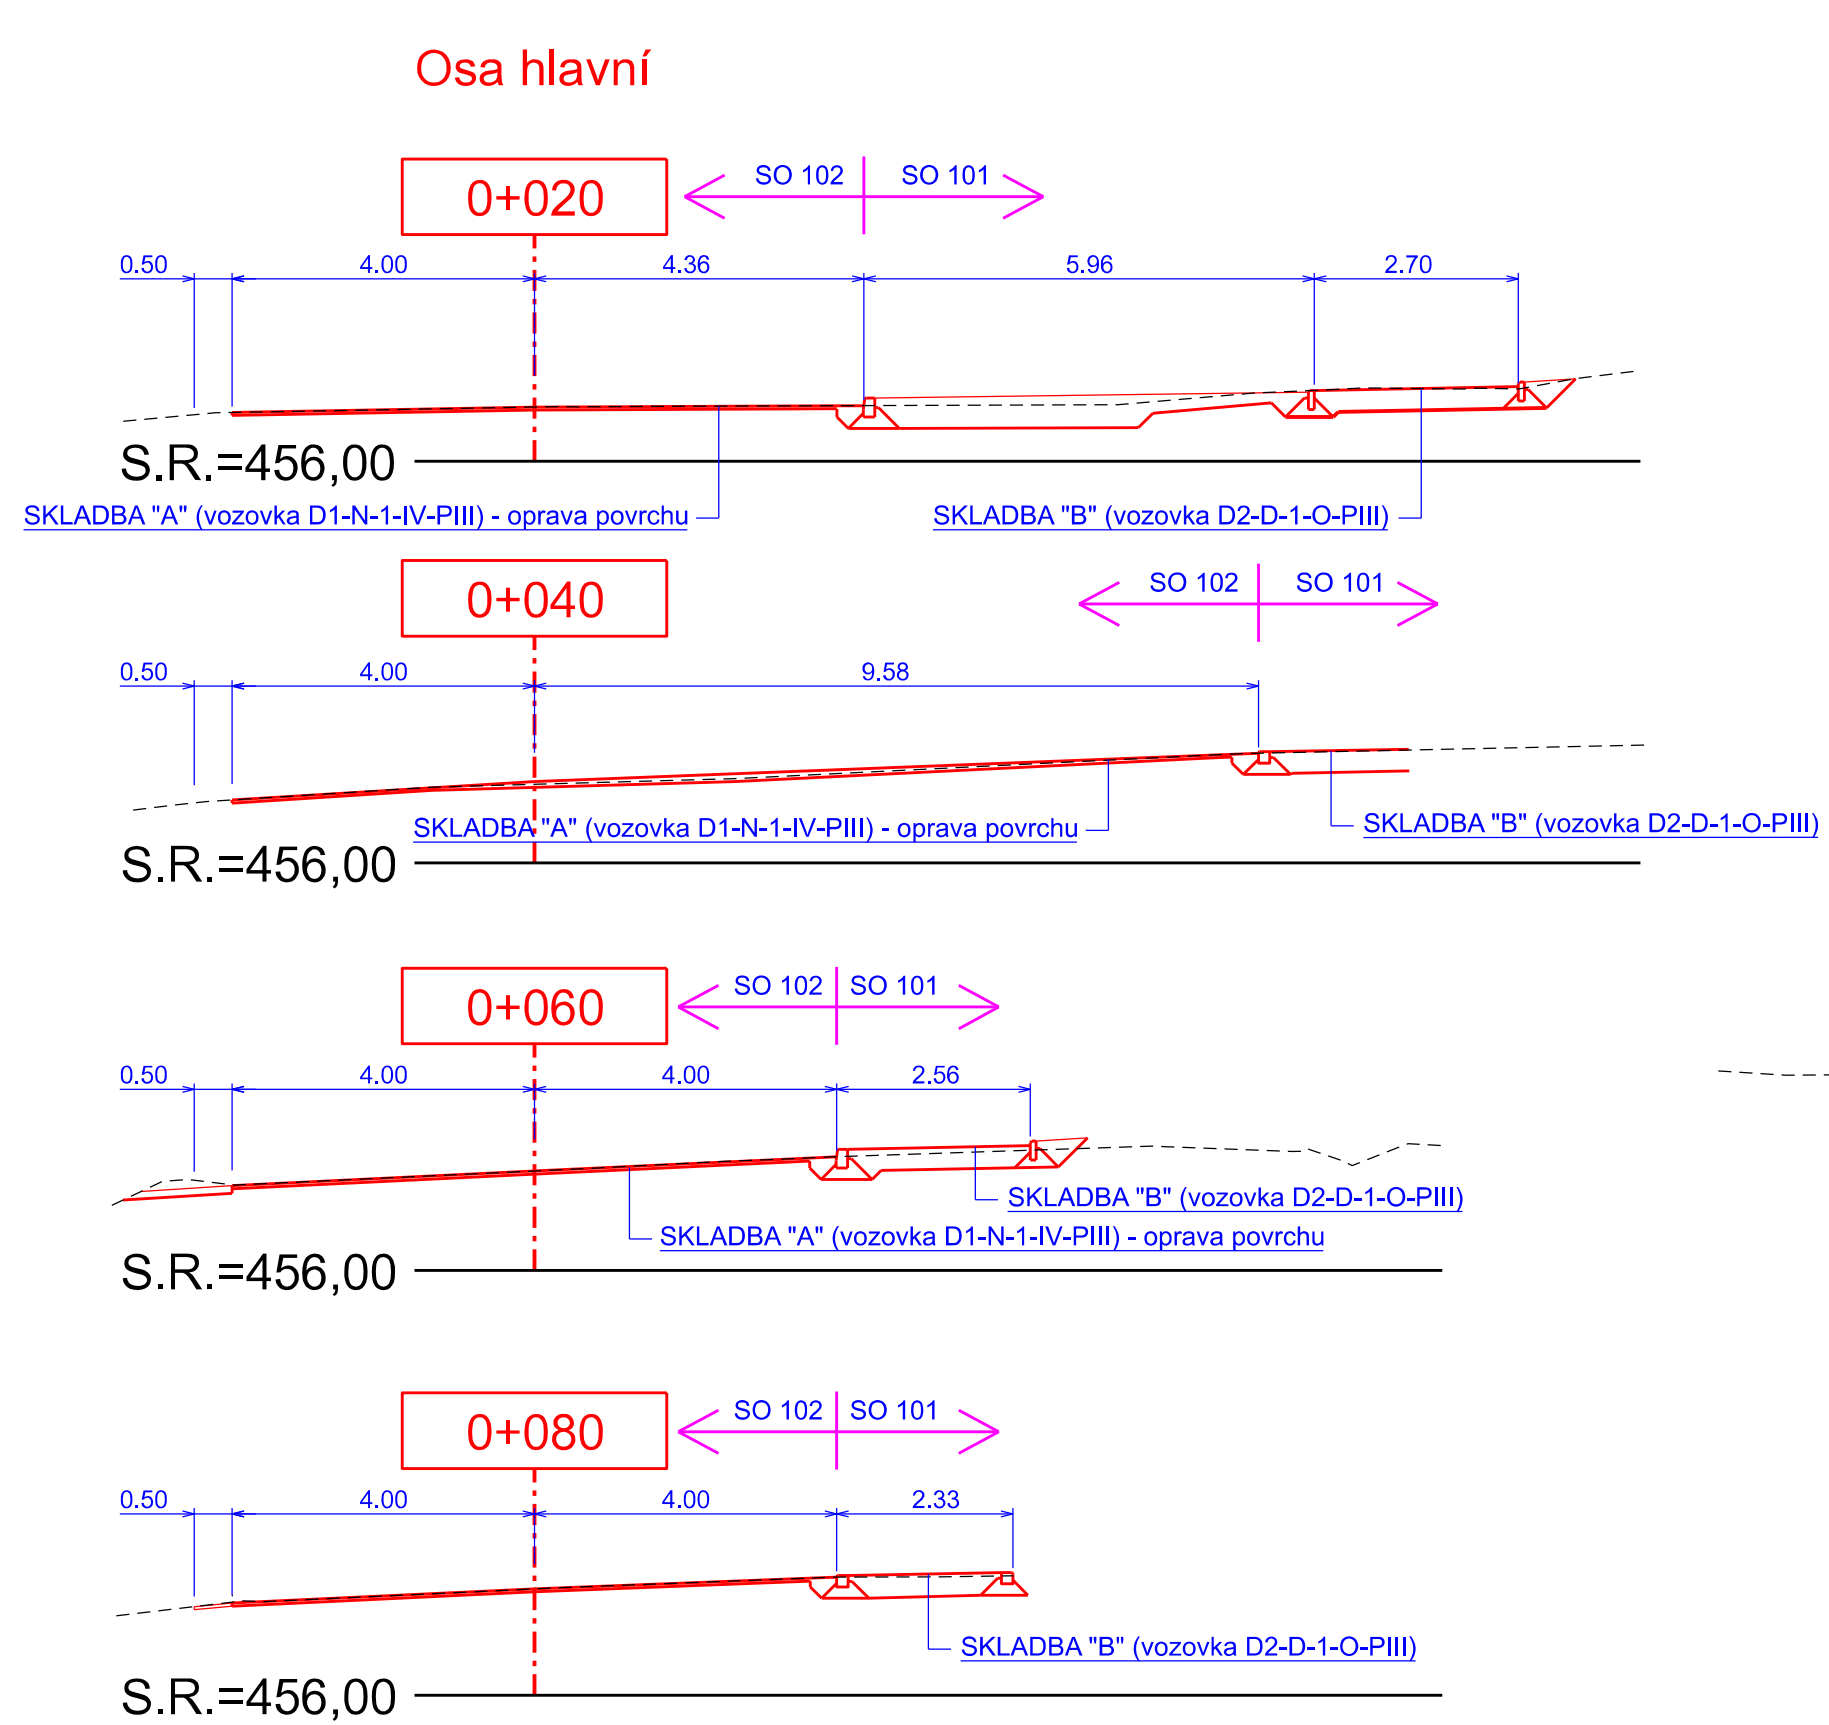 Osa hlavní
0+020
SO 102 SO 101
0.50 4.00 4.36 5.96 2.70
S.R.=456,00
SKLADBA "A" (vozovka D1-N-1-IV-PIII) - oprava povrchu
SKLADBA "B" (vozovka D2-D-1-O-PIII)
0+040
SO 102 SO 101
0.50 4.00 9.58
SKLADBA "A" (vozovka D1-N-1-IV-PIII) - oprava povrchu
SKLADBA "B" (vozovka D2-D-1-O-PIII)
S.R.=456,00
0+060
SO 102 SO 101
0.50 4.00 4.00 2.56
SKLADBA "B" (vozovka D2-D-1-O-PIII)
SKLADBA "A" (vozovka D1-N-1-IV-PIII) - oprava povrchu
S.R.=456,00
0+080
SO 102 SO 101
0.50 4.00 4.00 2.33
SKLADBA "B" (vozovka D2-D-1-O-PIII)
S.R.=456,00